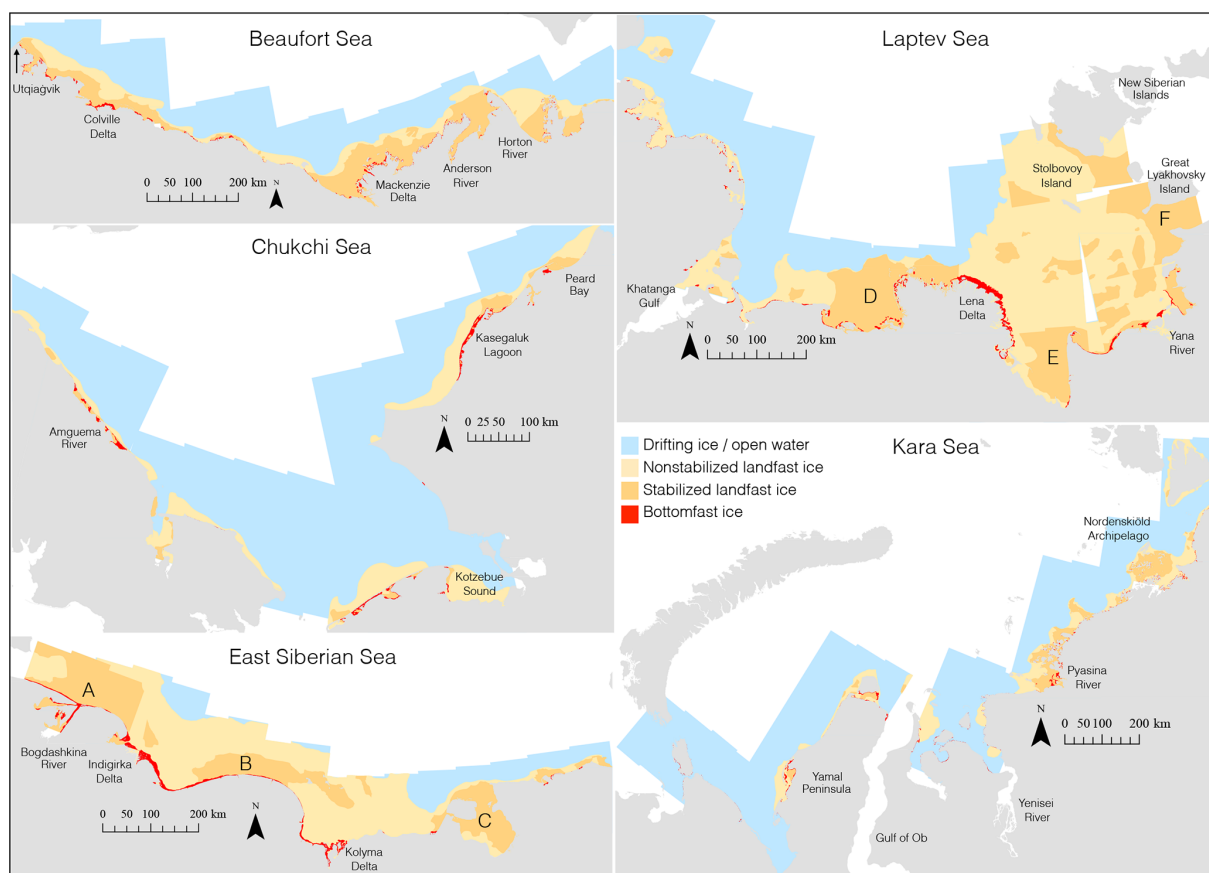 Beaufort Sea
Utqiaġvik
Colville
Delta
Mackenzie
Delta
Anderson
River
Horton
River
0 50 100 200 km
N
Chukchi Sea
Peard
Bay
Kasegaluk
Lagoon
N
0 25 50 100 km
Amguema
River
Kotzebue
Sound
East Siberian Sea
A
B
C
Bogdashkina
River
Indigirka
Delta
Kolyma
Delta
0 50 100 200 km
N
Laptev Sea
New Siberian
Islands
Stolbovoy
Island
Great
Lyakhovsky
Island
F
D
E
Khatanga
Gulf
Lena
Delta
Yana
River
N
0 50 100 200 km
Drifting ice / open water
Nonstabilized landfast ice
Stabilized landfast ice
Bottomfast ice
Kara Sea
Nordenskiöld
Archipelago
Pyasina
River
N
0 50 100 200 km
Yamal
Peninsula
Yenisei
River
Gulf of Ob